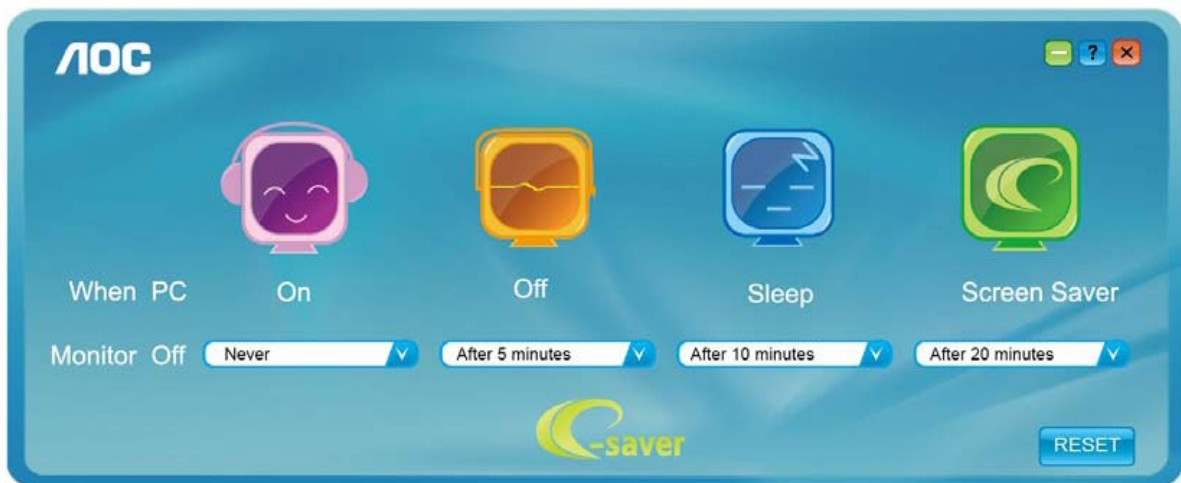 AOC
?
When PC On Off Sleep Screen Saver
Monitor Off Never After 5 minutes After 10 minutes After 20 minutes
e-saver
RESET